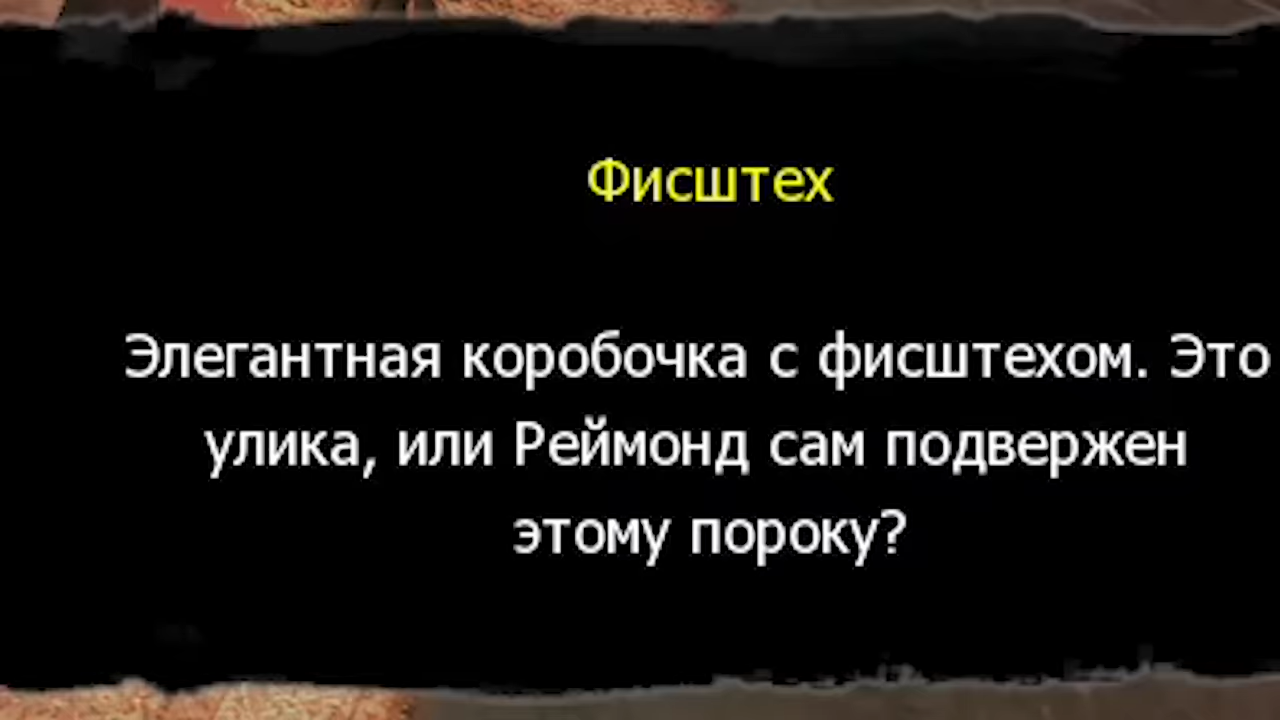 Фисштех
Элегантная коробочка с фисштехом. Это
улика, или Реймонд сам подвержен
этому пороку?